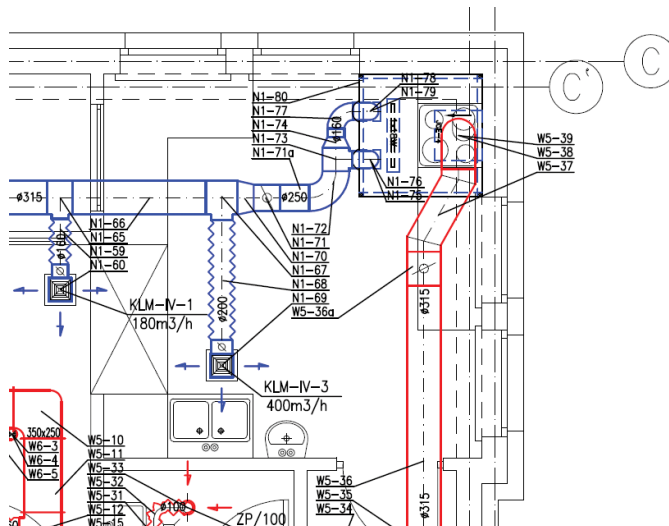 N1-78
N1-79
N1-80
N1-77
N1-74
N1-73
N1-71a
ø160
ø250
W5-39
W5-38
W5-37
C
C'
N1-76
N1-75
ø315
N1-66
N1-65
N1-59
N1-60
ø160
N1-72
N1-71
N1-70
N1-67
N1-68
N1-69
W5-36a
ø200
ø315
KLM-IV-1
180m3/h
KLM-IV-3
400m3/h
350x250
W6-3
W6-4
W6-5
W5-10
W5-11
W5-33
W5-32
W5-31
W5-12
W5-15
ø100
ZP/100
W5-36
W5-35
W5-34
ø315